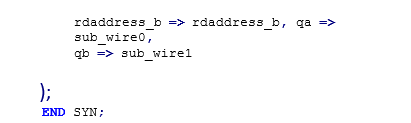 rdaddress_b => rdaddress_b, qa =>
sub_wire0,
qb => sub_wire1
);
END SYN;